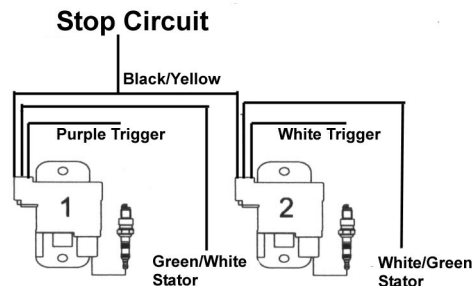 Stop Circuit
Black/Yellow
Purple Trigger
White Trigger
1
2
Green/White
Stator
White/Green
Stator